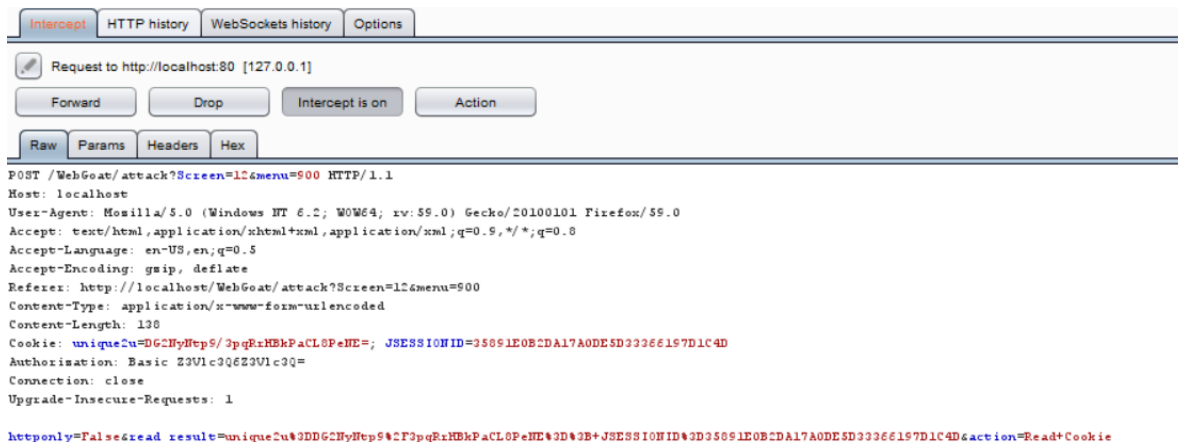 Intercept HTTP history WebSockets history Options
Request to http://localhost:80 [127.0.0.1]
Forward Drop Intercept is on Action
Raw Params Headers Hex
POST /WebGoat/attack?Screen=12&menu=900 HTTP/1.1
Host: localhost
User-Agent: Mozilla/5.0 (Windows NT 6.2; WOW64; rv:59.0) Gecko/20100101 Firefox/59.0
Accept: text/html,application/xhtml+xml,application/xml;q=0.9,*/*;q=0.8
Accept-Language: en-US,en;q=0.5
Accept-Encoding: gzip, deflate
Referer: http://localhost/WebGoat/attack?Screen=12&menu=900
Content-Type: application/x-www-form-urlencoded
Content-Length: 138
Cookie: unique2u=DG2NyNtp9/3pqRrHBkPaCL8PeNE=; JSESSIONID=35891E0B2DA17A0DE5D33366197D1C4D
Authorization: Basic Z3Vlc3Q6Z3Vlc3Q=
Connection: close
Upgrade-Insecure-Requests: 1
httponly=False&read_result=unique2u%3DDG2NyNtp9%2F3pqRrHBkPaCL8PeNE%3D%3B+JSESSIONID%3D35891E0B2DA17A0DE5D33366197D1C4D&action=Read+Cookie